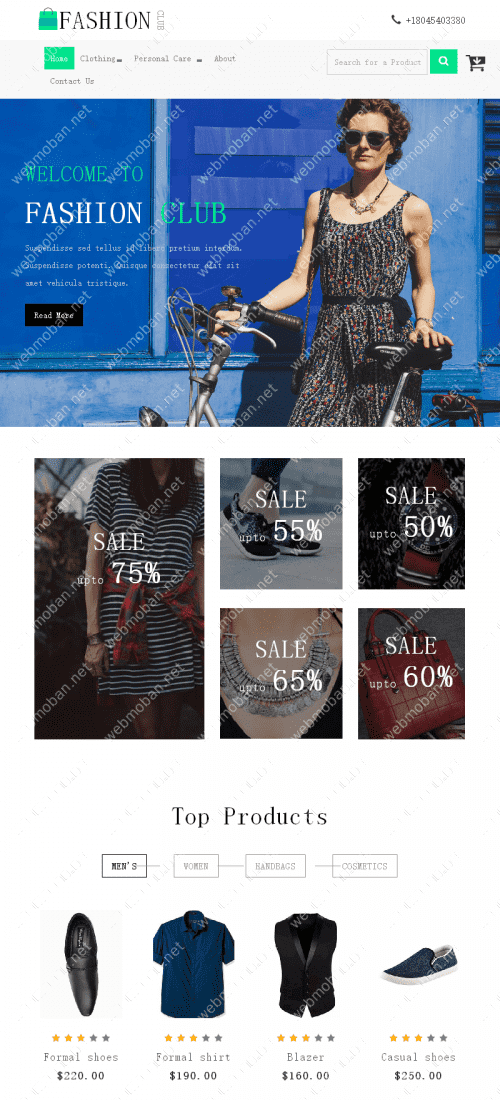 FASHION CLUB
+18045403380
Home Clothing Personal Care About
Contact Us
Search for a Product
WELCOME TO
FASHION CLUB
Suspendisse sed tellus id libero pretium interdum.
Suspendisse potenti. Quisque consectetur elit sit
amet vehicula tristique.
Read More
SALE
upto 75%
SALE
upto 55%
SALE
upto 50%
SALE
upto 65%
SALE
upto 60%
Top Products
MEN'S WOMEN HANDBAGS COSMETICS
Formal shoes
$220.00
Formal shirt
$190.00
Blazer
$160.00
Casual shoes
$250.00
webmoban.net